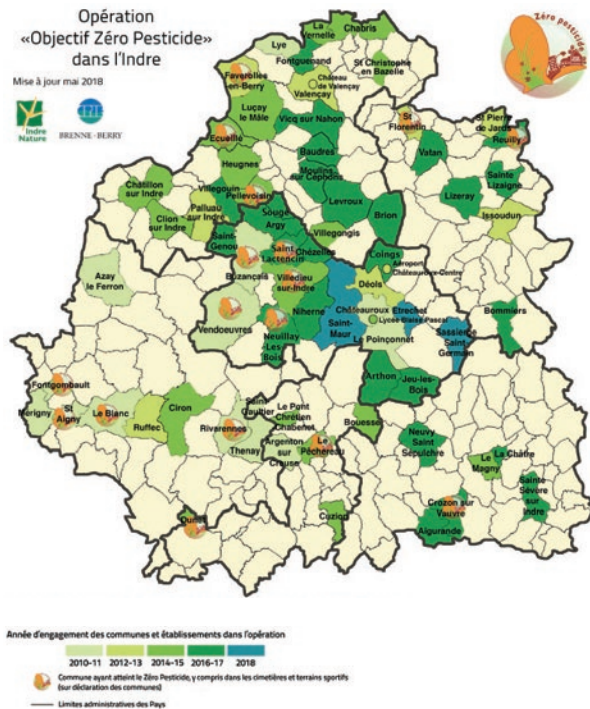 Opération
«Objectif Zéro Pesticide»
dans l'Indre
Mise à jour mai 2018
Indre
Nature
BRENNE - BERRY
Zéro pesticide
Lye
La
Vernelle
Chabris
Fontguenand
St Christophe
en Bazelle
Faverolles
en-Berry
Château
de Valençay
Valençay
Luçay
le Mâle
Vicq sur Nahon
St
Florentin
St Pierre
de Jards
Reuilly
Ecueillé
Baudres
Vatan
Heugnes
Moulins
sur Céphons
Sainte
Lizaigne
Châtillon
sur Indre
Villegouin
Pellevoisin
Levroux
Brion
Lizeray
Palluau
sur Indre
Clion
sur Indre
Sougé
Argy
Villegongis
Issoudun
Saint-
Genou
Saint
Lactencin
Chézelles
Coings
Aéroport
Châteauroux-Centre
Azay
le Ferron
Buzançais
Villedieu
sur-Indre
Déols
Bommiers
Vendoeuvres
Niherne
Châteauroux
Etrechet
Lycée Blaise Pascal
Saint-
Maur
Sassierges
Saint
Germain
Neuillay
Les
Bois
Le Poinçonnet
Arthon
Jeu-les-Bois
Fontgombault
Mérigny
St
Aigny
Le Blanc
Ruffec
Ciron
Rivarennes
Saint
Gaultier
Thenay
Le Pont
Chrétien
Chabenet
Argenton
sur
Creuse
Le
Pêchereau
Bouesse
Neuvy
Saint
Sépulchre
Le
Magny
La Châtre
Sainte
Sévère
sur
Indre
Crozon sur
Vauvre
Aigurande
Cuzion
Année d'engagement des communes et établissements dans l'opération
2010-11 2012-13 2014-15 2016-17 2018
Commune ayant atteint le Zéro Pesticide, y compris dans les cimetières et terrains sportifs
(sur déclaration des communes)
Limites administratives des Pays